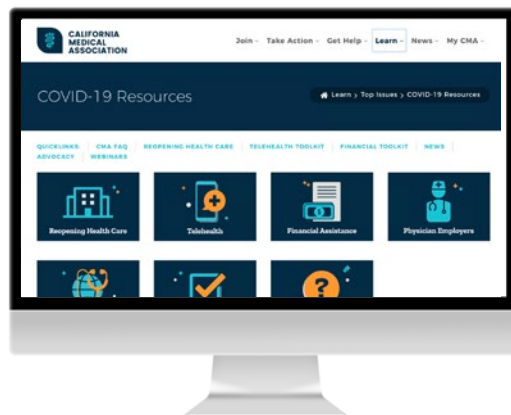 CALIFORNIA
MEDICAL
ASSOCIATION
Join Take Action Get Help Learn News My CMA
COVID-19 Resources
Learn > Top Issues > COVID-19 Resources
QUICKLINKS: CMA FAQ REOPENING HEALTH CARE TELEHEALTH TOOLKIT FINANCIAL TOOLKIT NEWS
ADVOCACY WEBINARS
Reopening Health Care Telehealth Financial Assistance Physician Employers
?